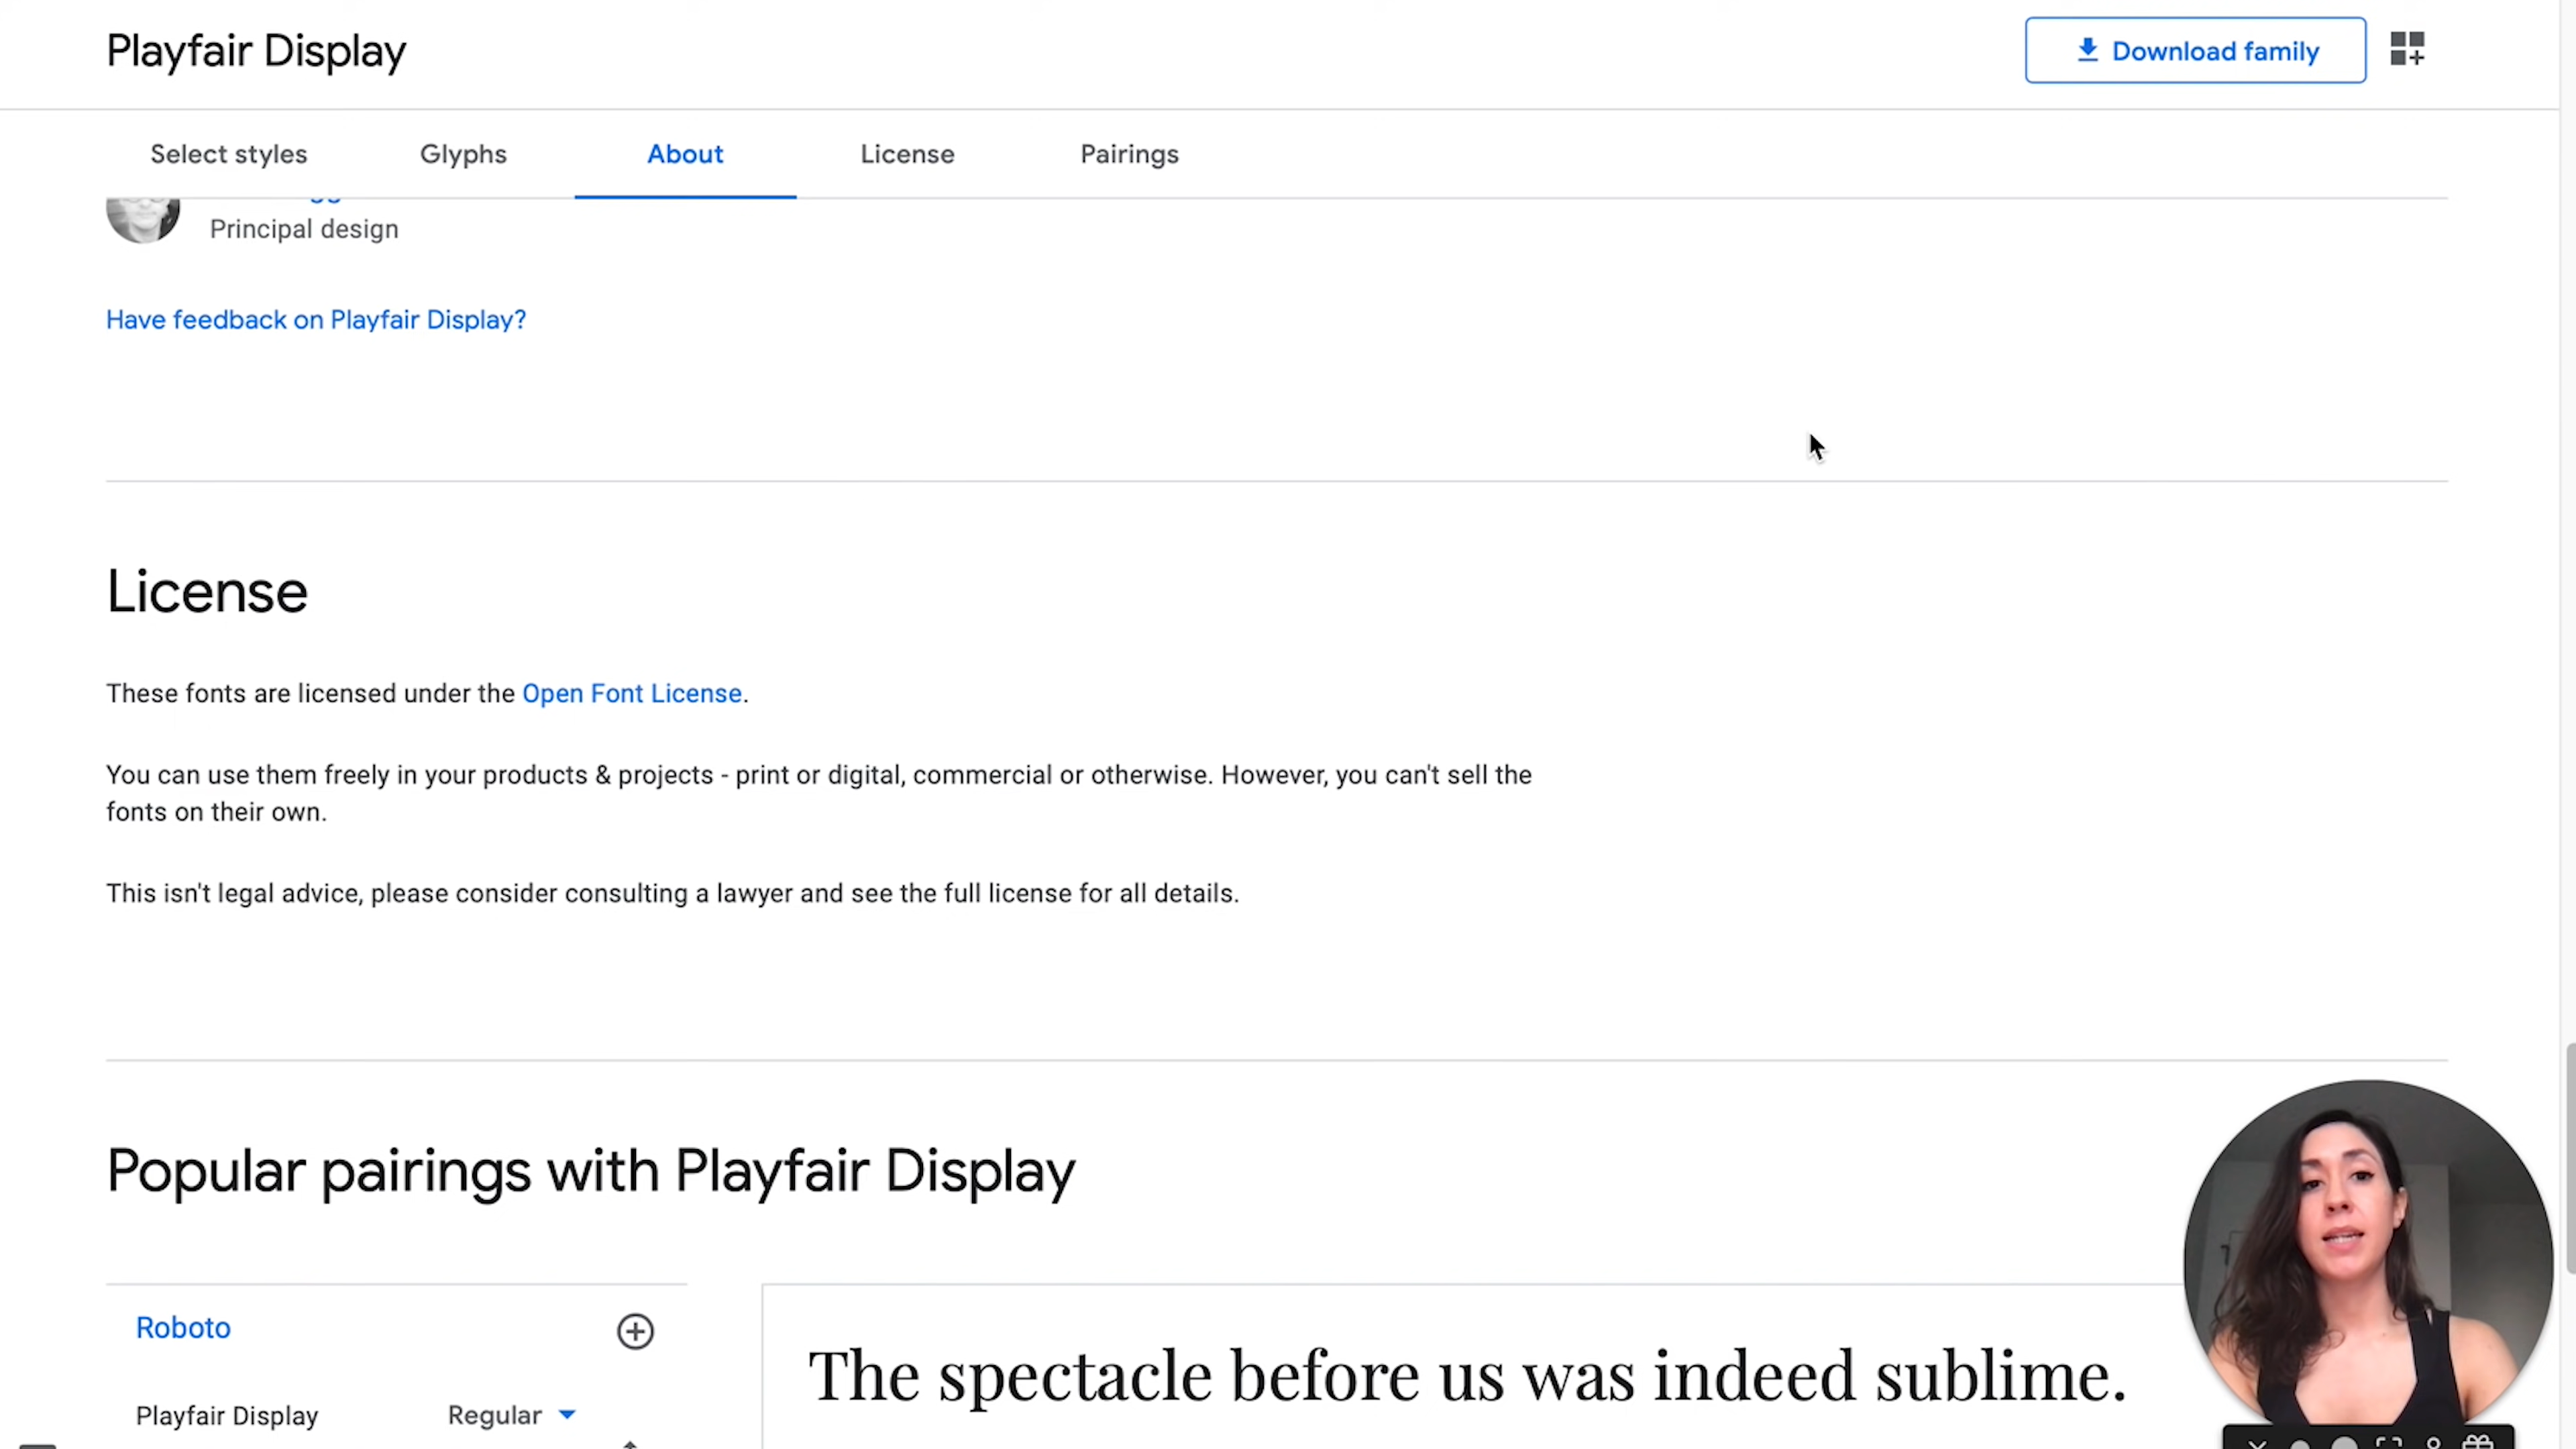 Playfair Display
Download family
Select styles Glyphs About License Pairings
Principal design
Have feedback on Playfair Display?
License
These fonts are licensed under the Open Font License.
You can use them freely in your products & projects - print or digital, commercial or otherwise. However, you can't sell the
fonts on their own.
This isn't legal advice, please consider consulting a lawyer and see the full license for all details.
Popular pairings with Playfair Display
Roboto
The spectacle before us was indeed sublime.
Playfair Display Regular